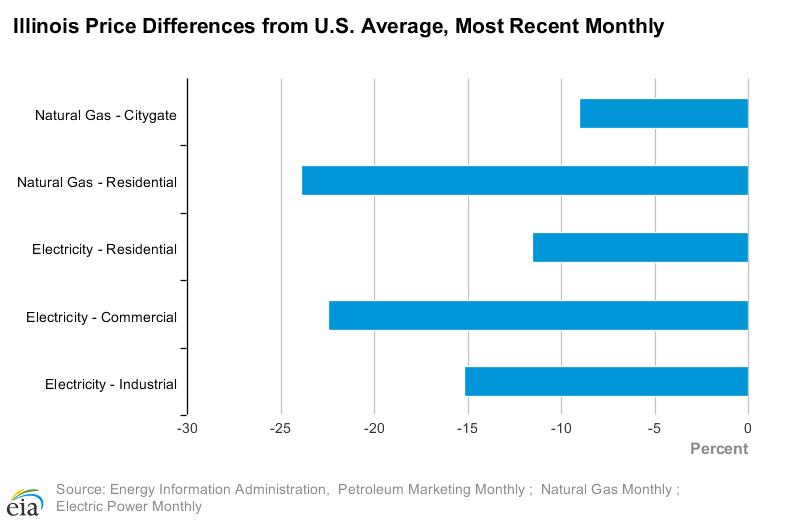 Illinois Price Differences from U.S. Average, Most Recent Monthly
Natural Gas - Citygate
Natural Gas - Residential
Electricity - Residential
Electricity - Commercial
Electricity - Industrial
-30 -25 -20 -15 -10 -5 0
Percent
eia
Source: Energy Information Administration, Petroleum Marketing Monthly ; Natural Gas Monthly ;
Electric Power Monthly